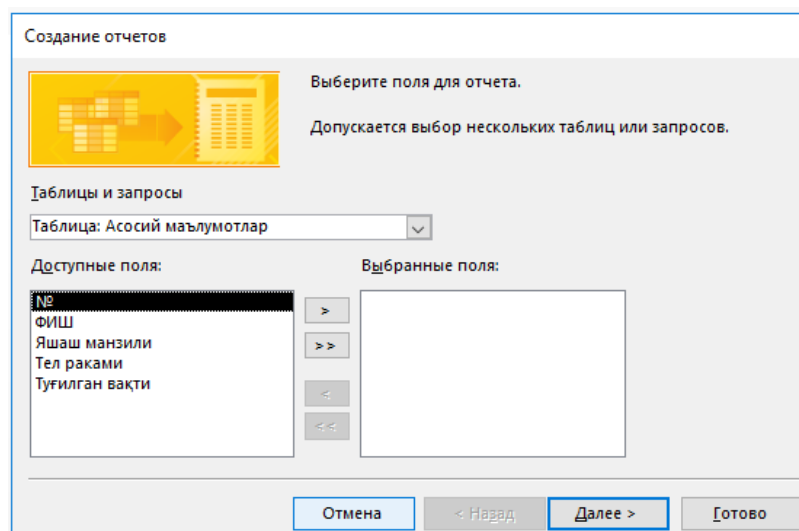 Создание отчетов
Выберите поля для отчета.
Допускается выбор нескольких таблиц или запросов.
Таблицы и запросы
Таблица: Асосий маълумотлар
Доступные поля:
Выбранные поля:
№
ФИШ
Яшаш манзили
Тел раками
Туғилган вақти
>
>>
<
<<
Отмена
< Назад
Далее >
Готово